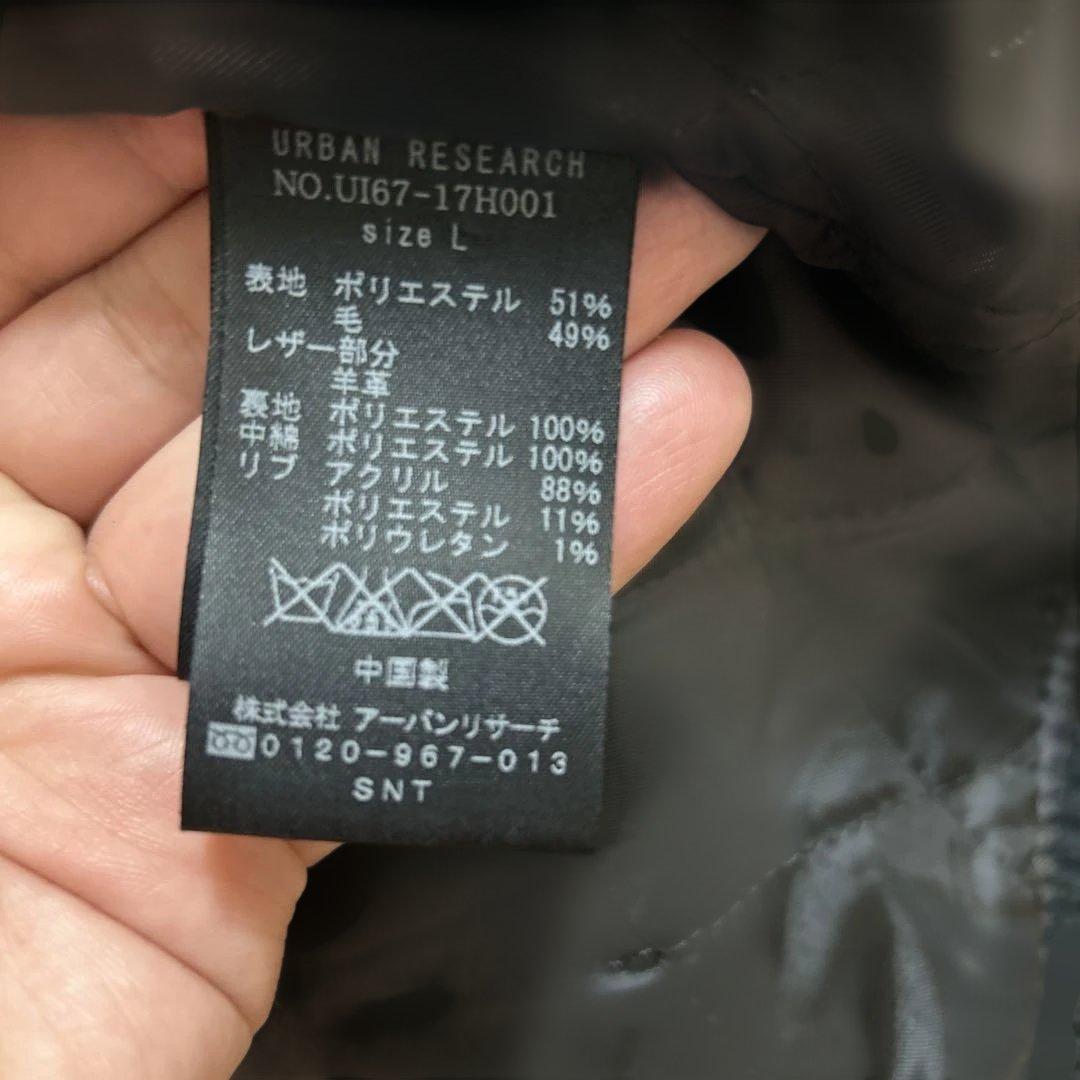 URBAN RESEARCH
NO.UI67-17H001
size L
表地 ポリエステル 51%
毛 49%
レザー部分
羊革
裏地 ポリエステル 100%
中綿 ポリエステル 100%
リブ アクリル 88%
ポリエステル 11%
ポリウレタン 1%
中国製
株式会社 アーバンリサーチ
0120-967-013
SNT